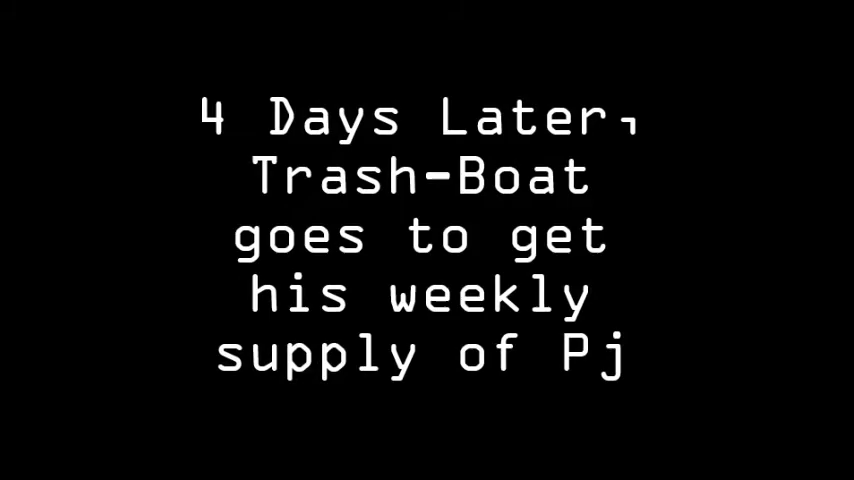 4 Days Later,
Trash-Boat
goes to get
his weekly
supply of Pj